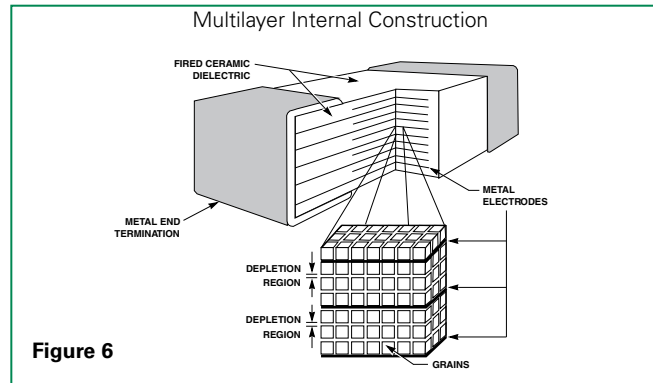 Multilayer Internal Construction
FIRED CERAMIC
DIELECTRIC
METAL
ELECTRODES
METAL END
TERMINATION
DEPLETION
REGION
DEPLETION
REGION
GRAINS
Figure 6